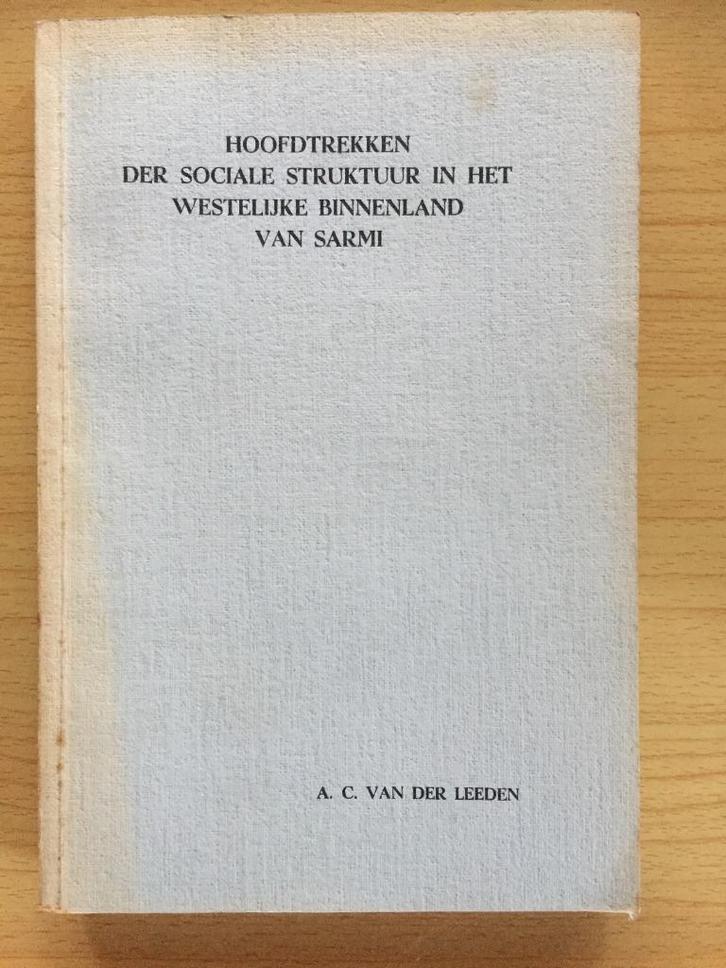 HOOFDTREKKEN
DER SOCIALE STRUKTUUR IN HET
WESTELIJKE BINNENLAND
VAN SARMI
A. C. VAN DER LEEDEN